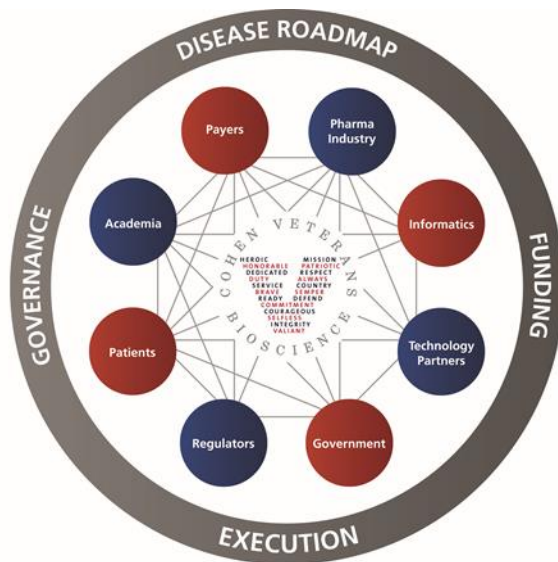 DISEASE ROADMAP
GOVERNANCE
FUNDING
EXECUTION
Payers
Pharma
Industry
Academia
Informatics
Patients
Technology
Partners
Regulators
Government
COHEN VETERANS
BIOSCIENCE
HEROIC MISSION
HONORABLE PATRIOTIC
DEDICATED RESPECT
DUTY ALWAYS
SERVICE COUNTRY
BRAVE SEMPER
READY DEFEND
COMMITMENT
COURAGEOUS
SELFLESS
INTEGRITY
VALIANT